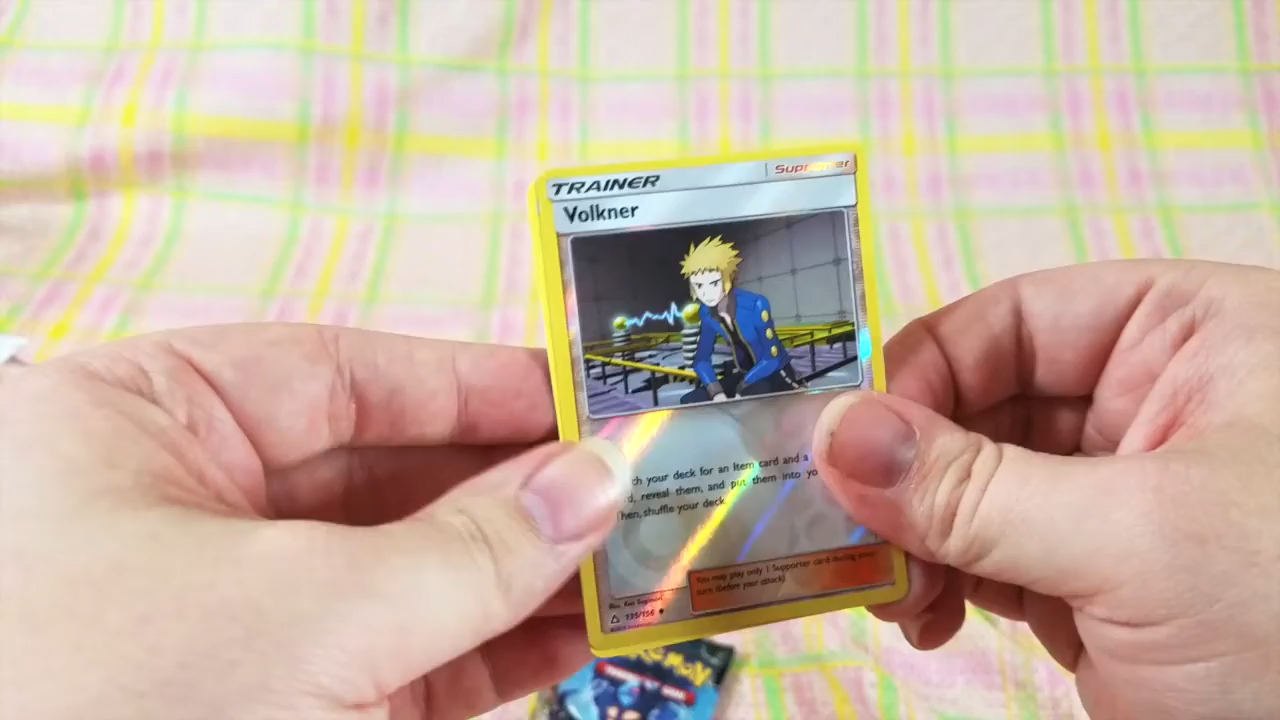 TRAINER
Supporter
Volkner
ch your deck for an Item card and a
d, reveal them, and put them into yo
hen, shuffle your deck.
You may play only 1 Supporter card during your
turn (before your attack).
Illus. Ken Sugimori
135/156
POKÉMON